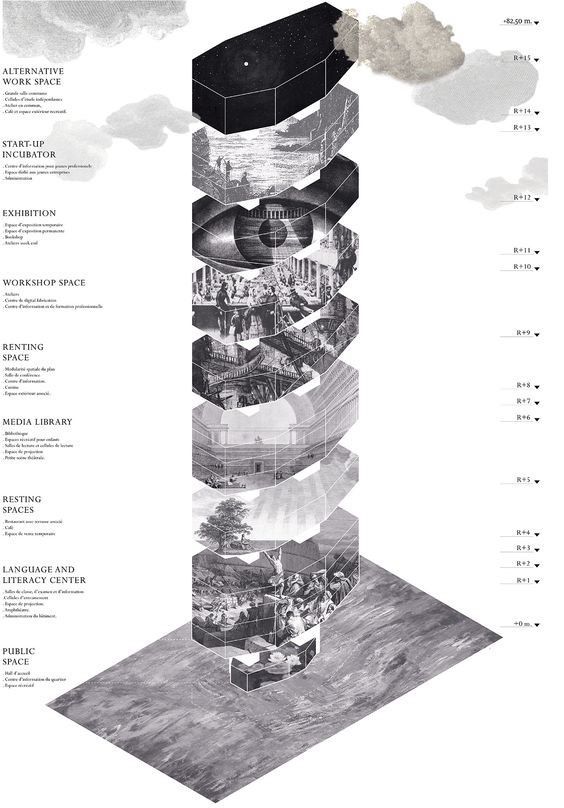 ALTERNATIVE
WORK SPACE
. Grande salle commune
. Cellules d'étude indépendantes
. Atelier en commun,
. Café et espace extérieur recréatif.
START-UP
INCUBATOR
. Centre d'information pour jeunes professionels
. Espace dédié aux jeunes entreprises
. Administration
EXHIBITION
. Espace d'exposition temporaire
. Espace d'exposition permanente
. Bookshop
. Ateliers week end
WORKSHOP SPACE
. Ateliers
. Centre de digital fabrication
. Centre d'information et de formation professionnelle
RENTING
SPACE
. Modularité spatiale du plan
. Salle de conférence
. Centre d'information.
. Cuisine
. Espace extérieur associé.
MEDIA LIBRARY
. Bibliothèque
. Espaces récréatif pour enfants
. Salles de lecture et cellules de lecture
. Espace de projection
. Petite scène théâtrale.
RESTING
SPACES
. Restaurant avec terrasse associé
. Café
. Espace de vente temporaire
LANGUAGE AND
LITERACY CENTER
. Salles de classe, d'examen et d'information
. Cellules d'entrainement
. Espace de projection.
. Amphithéatre.
. Administration du bâtiment.
PUBLIC
SPACE
. Hall d'accueil
. Centre d'information du quartier
. Espace récréatif
+82.50 m.
R+15
R+14
R+13
R+12
R+11
R+10
R+9
R+8
R+7
R+6
R+5
R+4
R+3
R+2
R+1
+0 m.